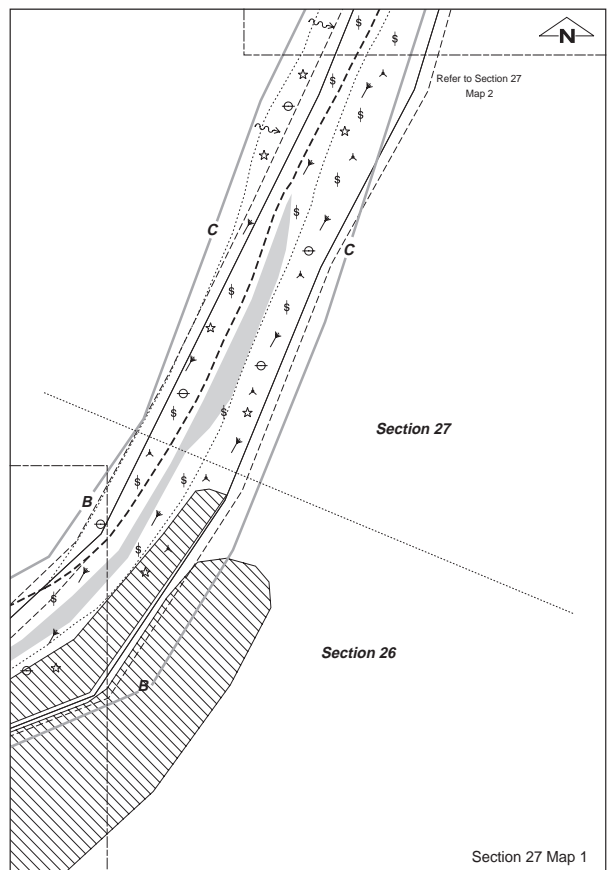 N
Refer to Section 27
Map 2
C
C
Section 27
B
Section 26
B
Section 27 Map 1